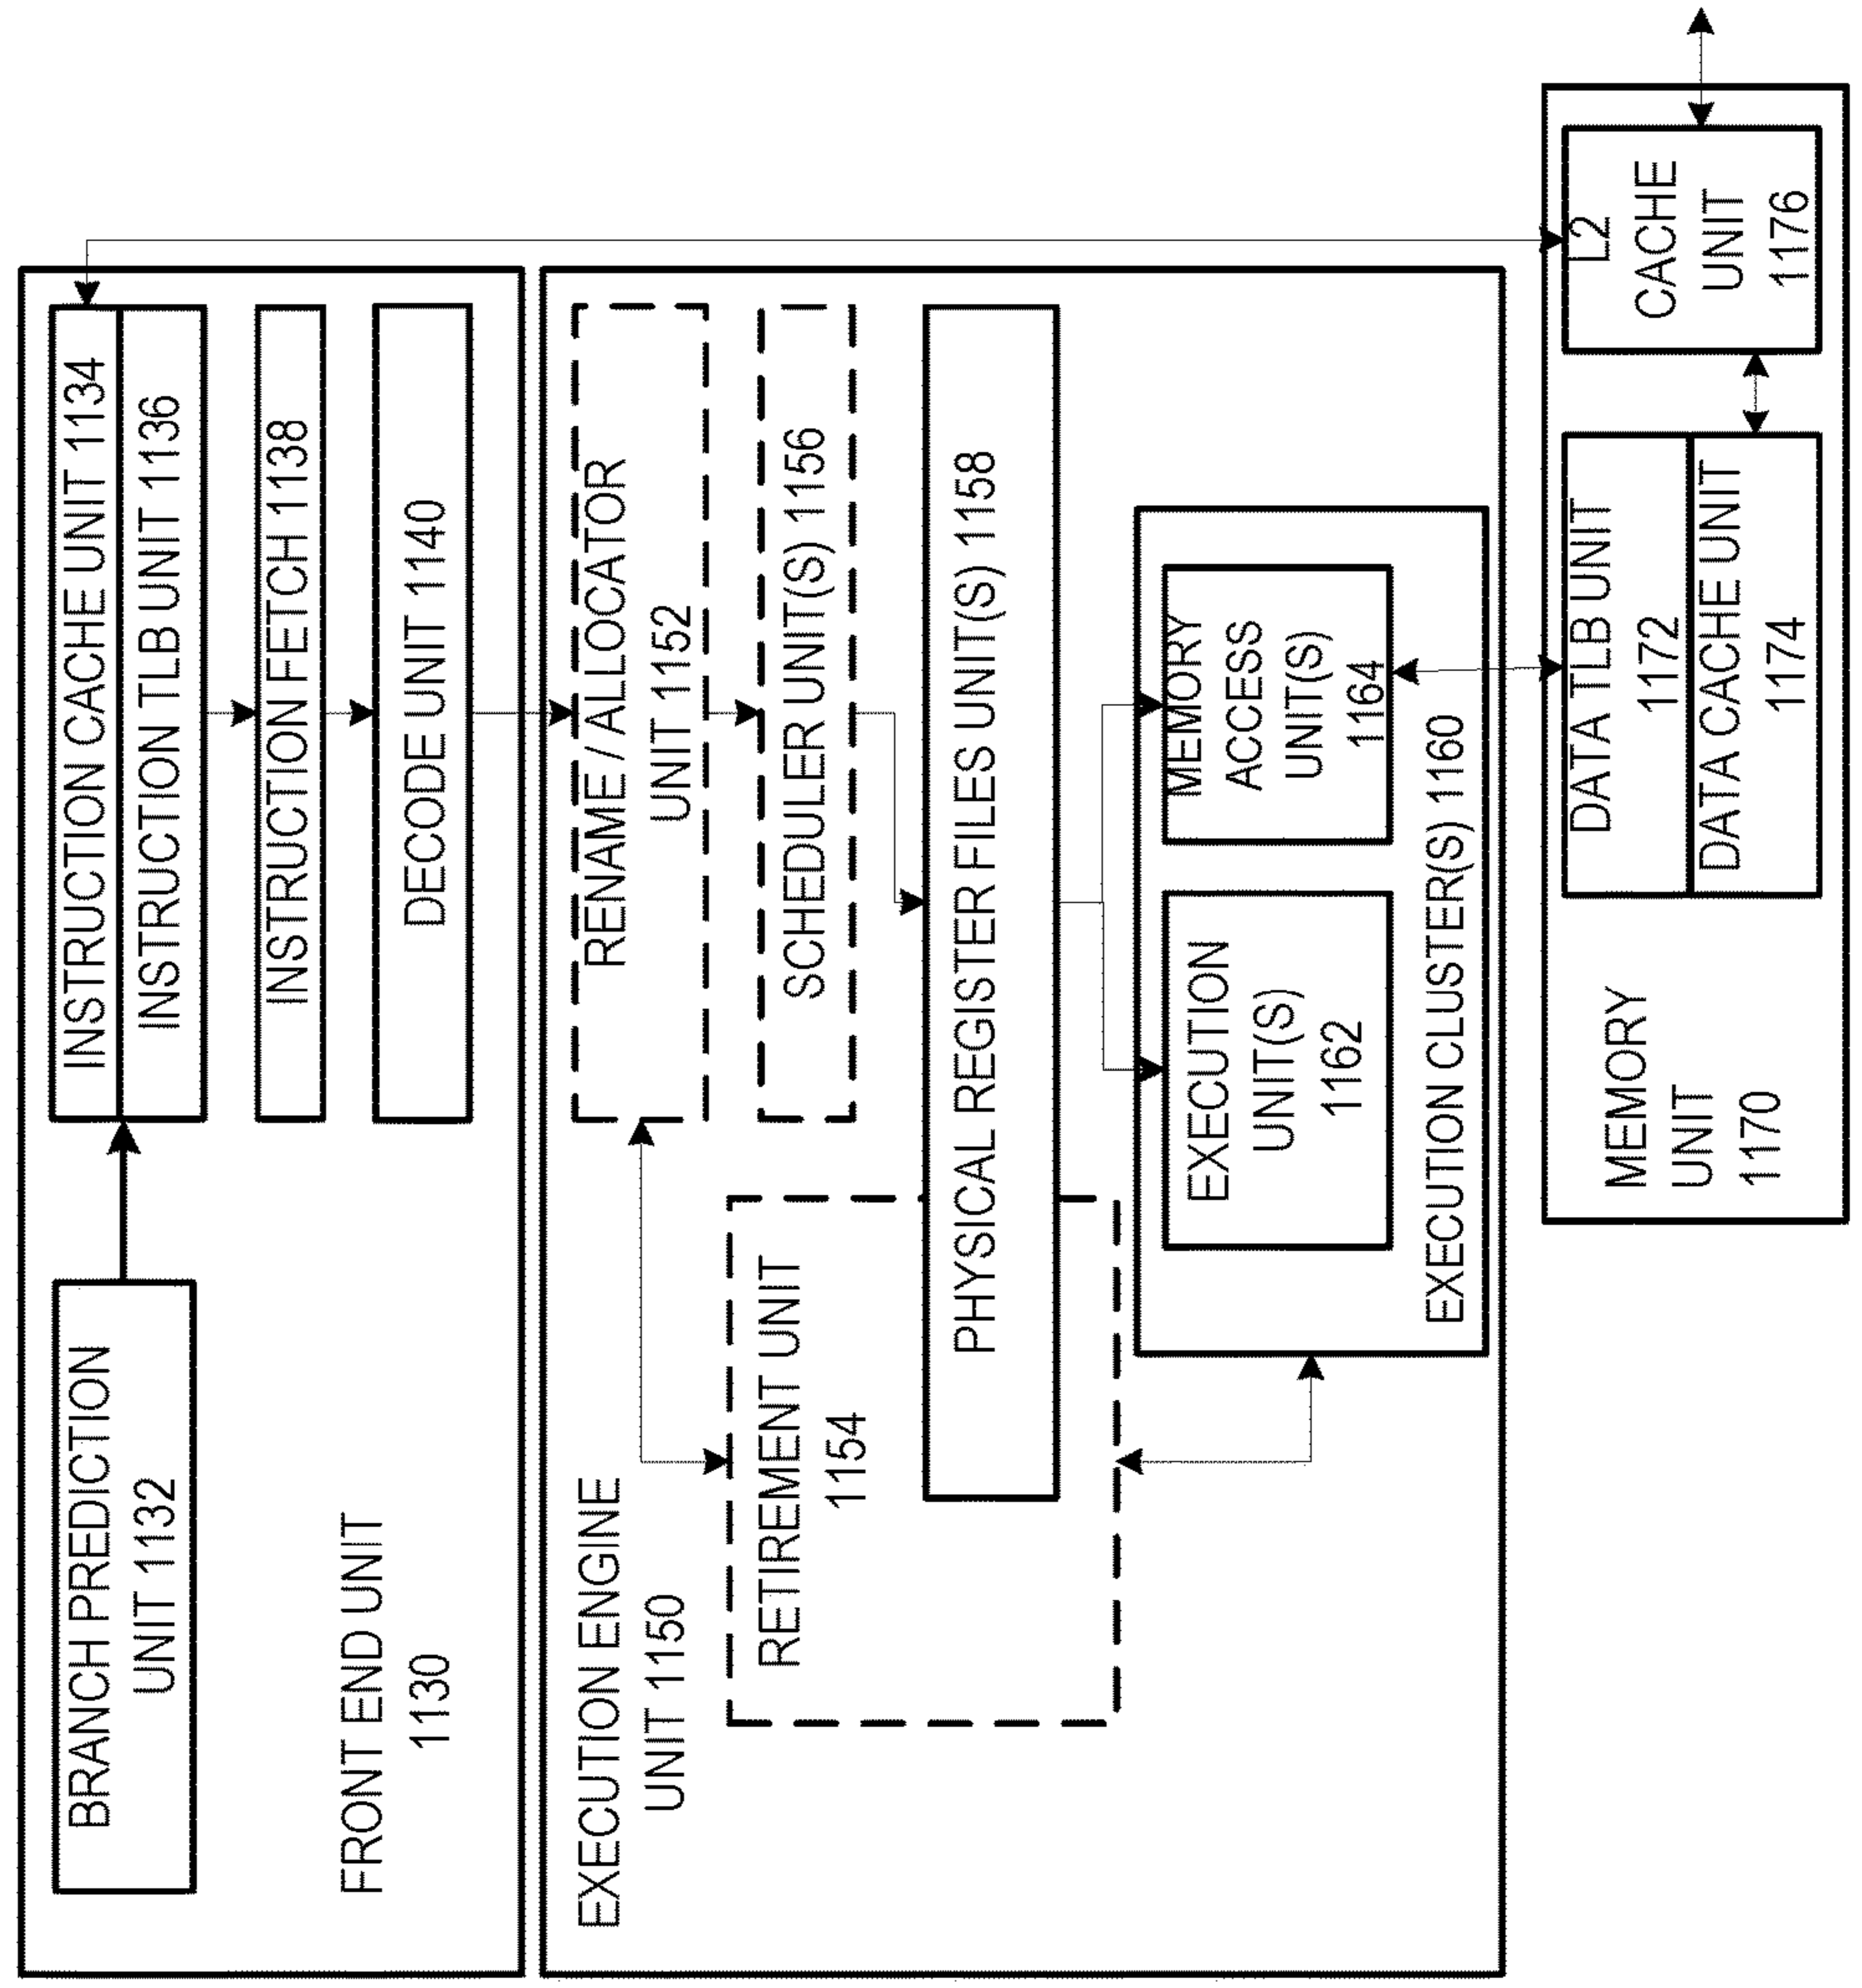 BRANCH PREDICTION
UNIT 1132
INSTRUCTION CACHE UNIT 1134
INSTRUCTION TLB UNIT 1136
INSTRUCTION FETCH 1138
FRONT END UNIT
1130
DECODE UNIT 1140
EXECUTION ENGINE
UNIT 1150
RENAME / ALLOCATOR
UNIT 1152
SCHEDULER UNIT(S) 1156
RETIREMENT UNIT
1154
PHYSICAL REGISTER FILES UNIT(S) 1158
EXECUTION
UNIT(S)
1162
MEMORY
ACCESS
UNIT(S)
1164
EXECUTION CLUSTER(S) 1160
MEMORY
UNIT
1170
DATA TLB UNIT
1172
DATA CACHE UNIT
1174
L2
CACHE
UNIT
1176